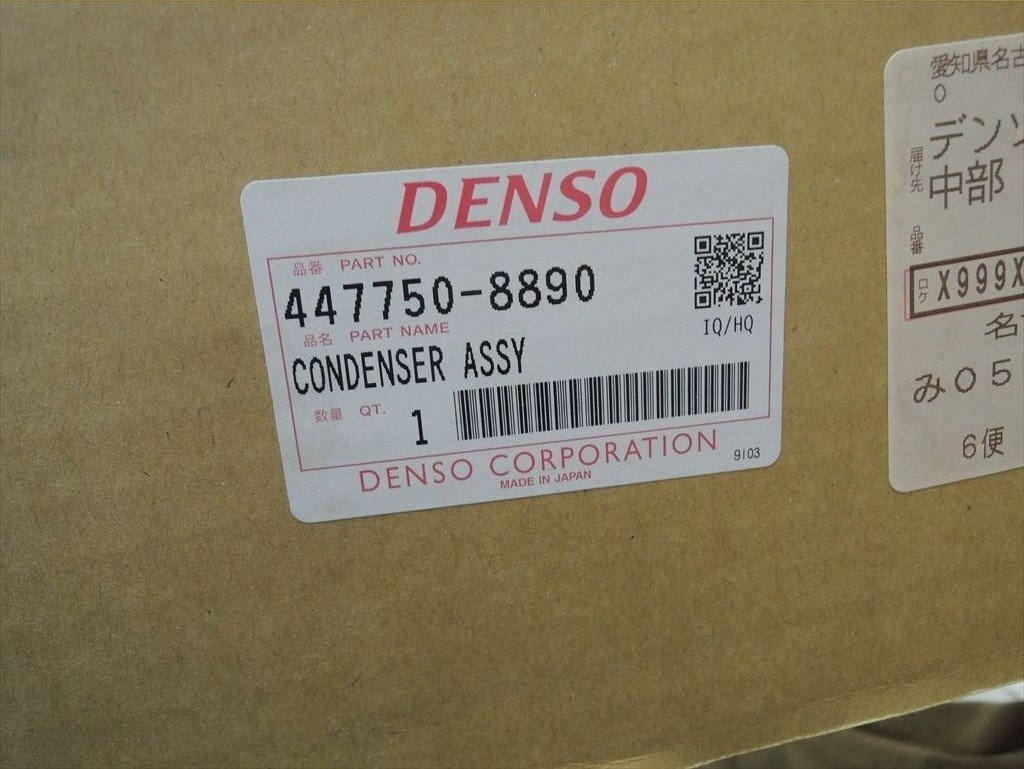 DENSO
品番 PART NO.
447750-8890
品名 PART NAME
CONDENSER ASSY
IQ/HQ
数量 QT. 1
DENSO CORPORATION
MADE IN JAPAN
9103
愛知県名古
0
届け先
デンソ
中部
品番
ロケ X999X
名
み05
6便